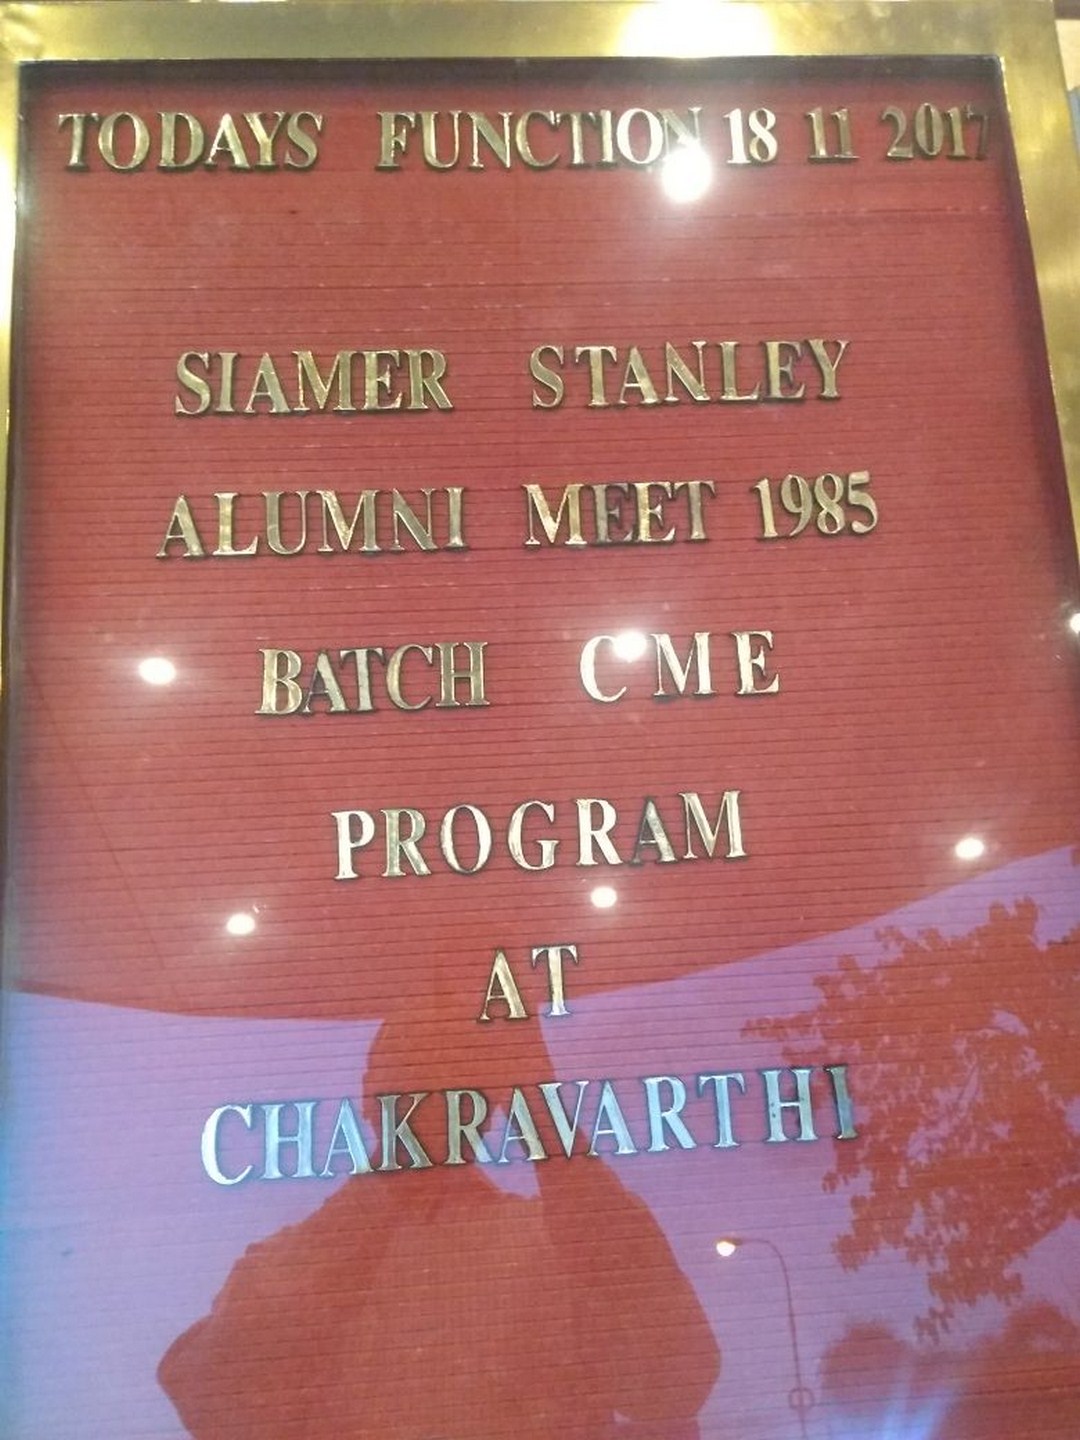 TODAYS FUNCTION 18 11 2017
SIAMER STANLEY
ALUMNI MEET 1985
BATCH CME
PROGRAM
AT
CHAKRAVARTHI